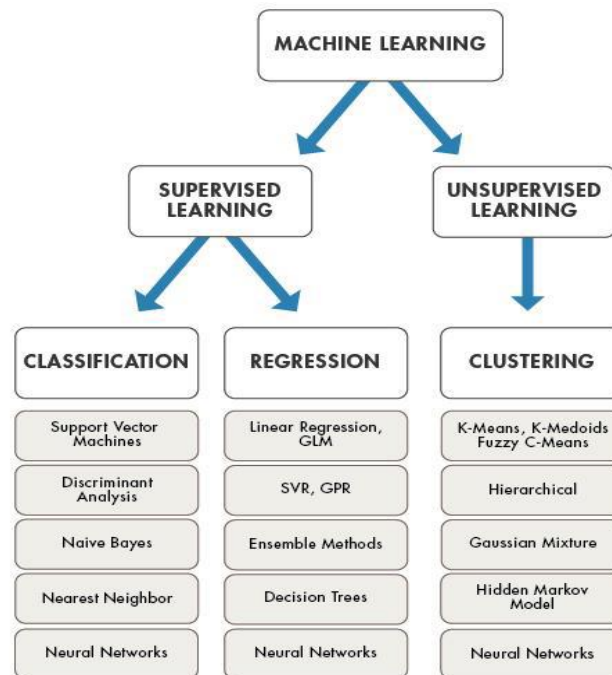 MACHINE LEARNING
SUPERVISED
LEARNING
UNSUPERVISED
LEARNING
CLASSIFICATION
Support Vector
Machines
Discriminant
Analysis
Naive Bayes
Nearest Neighbor
Neural Networks
REGRESSION
Linear Regression,
GLM
SVR, GPR
Ensemble Methods
Decision Trees
Neural Networks
CLUSTERING
K-Means, K-Medoids
Fuzzy C-Means
Hierarchical
Gaussian Mixture
Hidden Markov
Model
Neural Networks